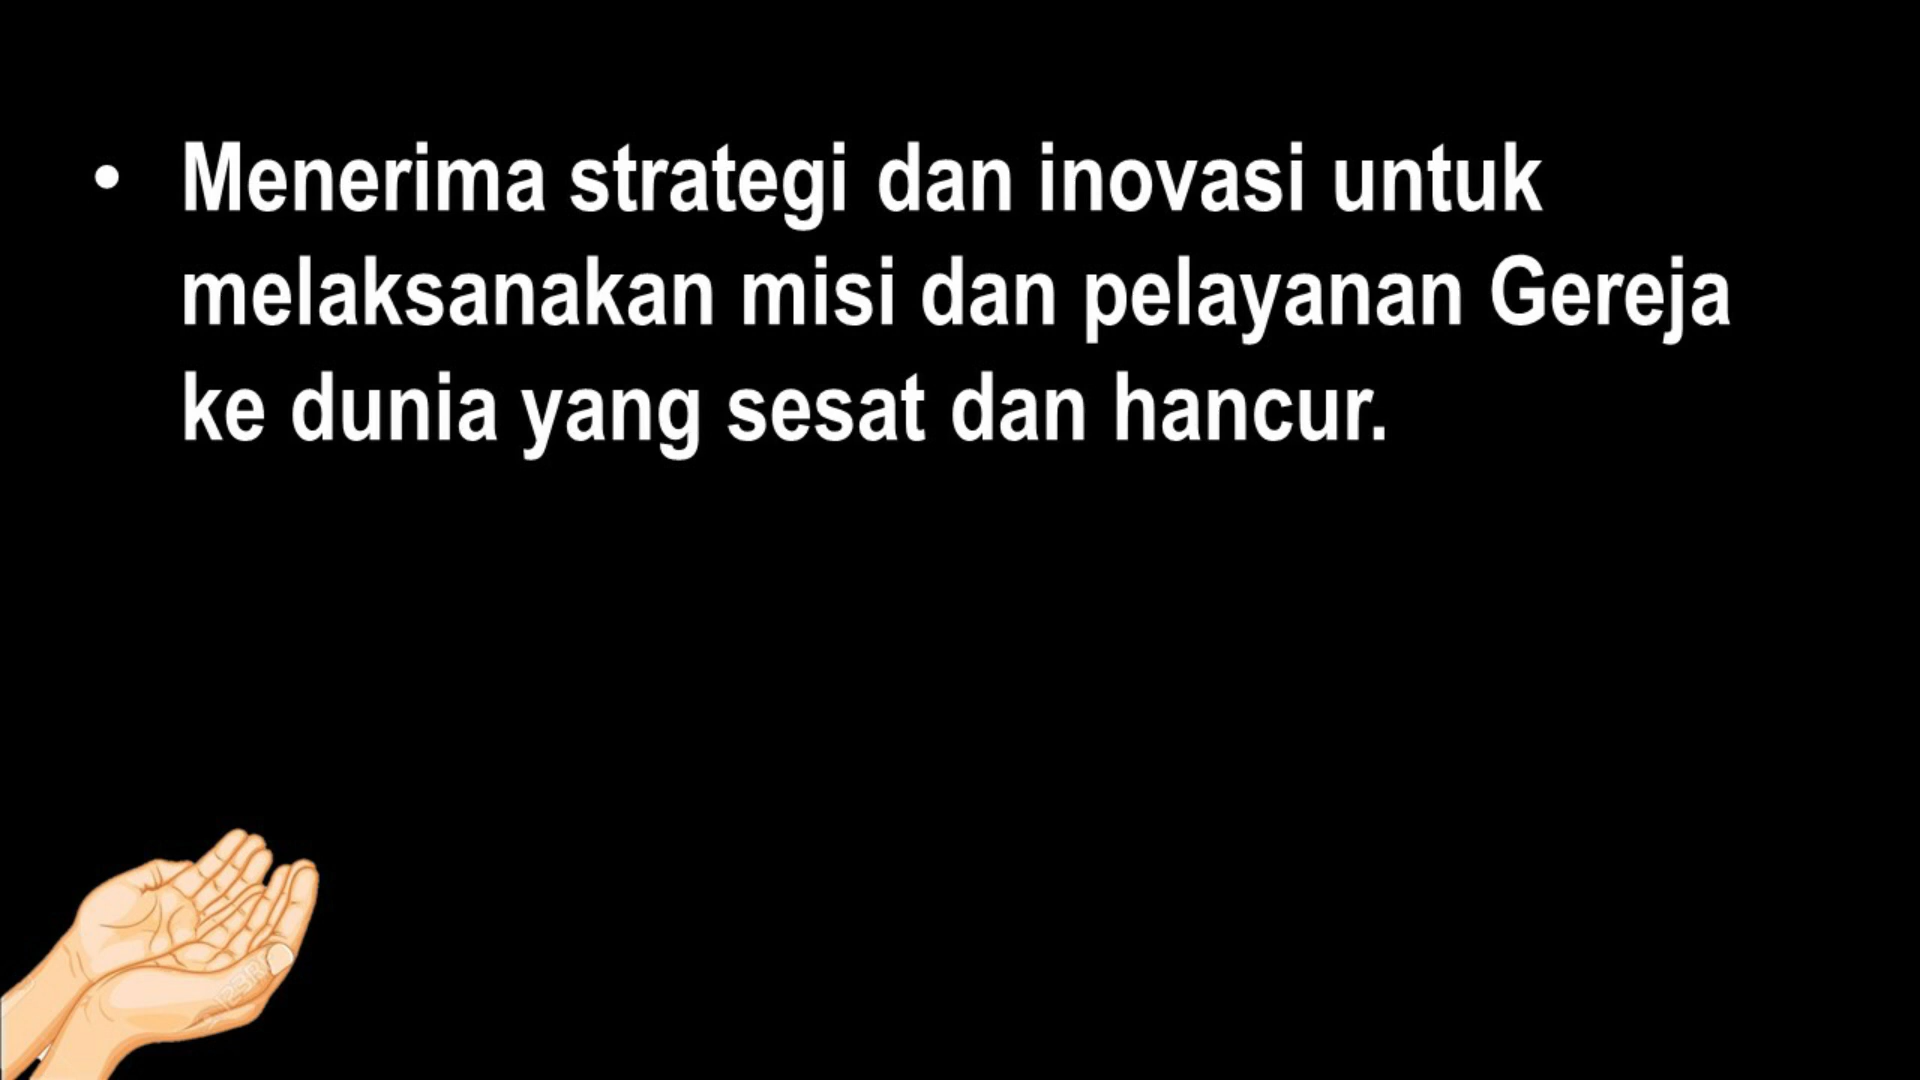 • Menerima strategi dan inovasi untuk
melaksanakan misi dan pelayanan Gereja
ke dunia yang sesat dan hancur.